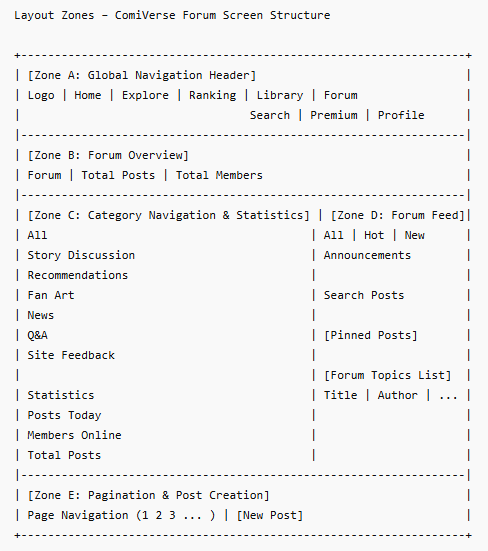 Layout Zones – ComiVerse Forum Screen Structure
+------------------------------------------------------------------+
| [Zone A: Global Navigation Header] |
| Logo | Home | Explore | Ranking | Library | Forum |
| Search | Premium | Profile |
|------------------------------------------------------------------|
| [Zone B: Forum Overview] |
| Forum | Total Posts | Total Members |
|------------------------------------------------------------------|
| [Zone C: Category Navigation & Statistics] | [Zone D: Forum Feed]|
| All | All | Hot | New |
| Story Discussion | Announcements |
| Recommendations | |
| Fan Art | Search Posts |
| News | |
| Q&A | [Pinned Posts] |
| Site Feedback | |
| | [Forum Topics List] |
| Statistics | Title | Author | ... |
| Posts Today | |
| Members Online | |
| Total Posts | |
|------------------------------------------------------------------|
| [Zone E: Pagination & Post Creation] |
| Page Navigation (1 2 3 ... ) | [New Post] |
+------------------------------------------------------------------+